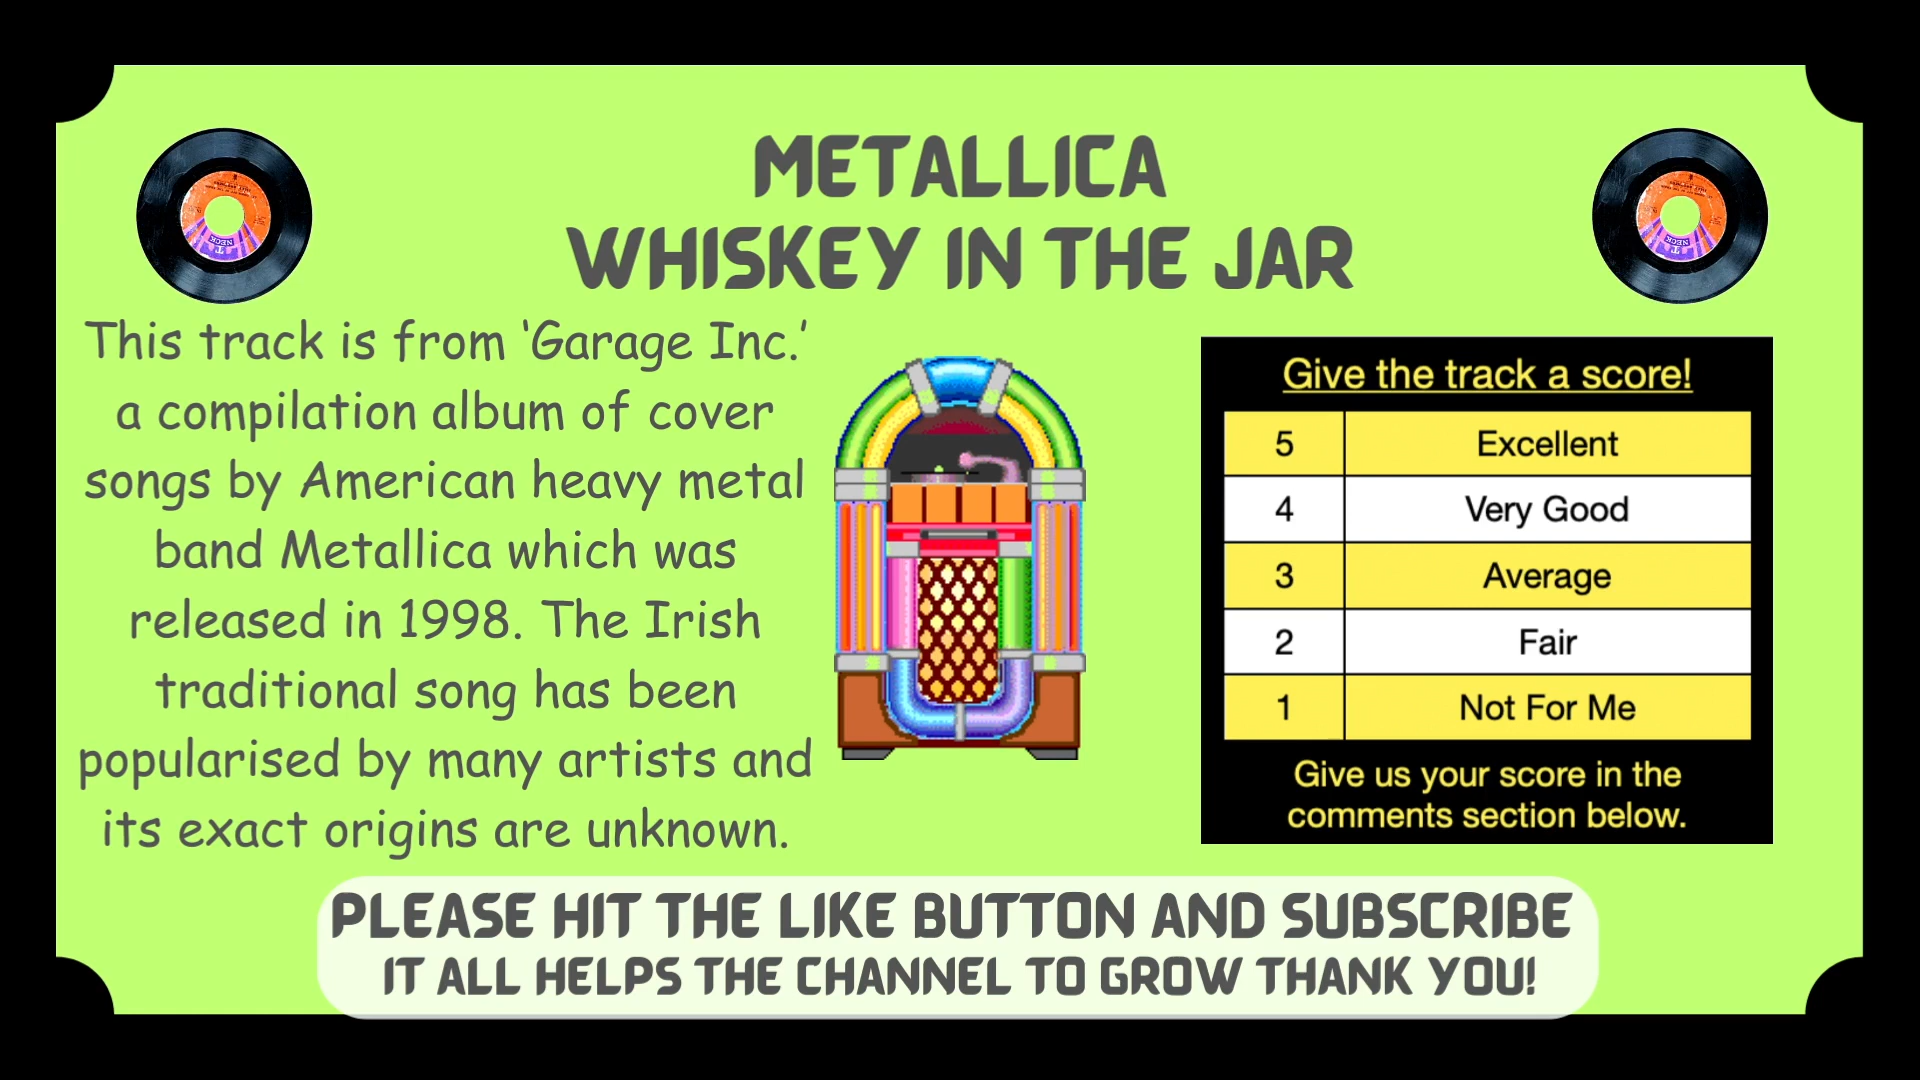 METALLICA
WHISKEY IN THE JAR
This track is from ‘Garage Inc.’
a compilation album of cover
songs by American heavy metal
band Metallica which was
released in 1998. The Irish
traditional song has been
popularised by many artists and
its exact origins are unknown.
Give the track a score!
5 Excellent
4 Very Good
3 Average
2 Fair
1 Not For Me
Give us your score in the
comments section below.
PLEASE HIT THE LIKE BUTTON AND SUBSCRIBE
IT ALL HELPS THE CHANNEL TO GROW THANK YOU!